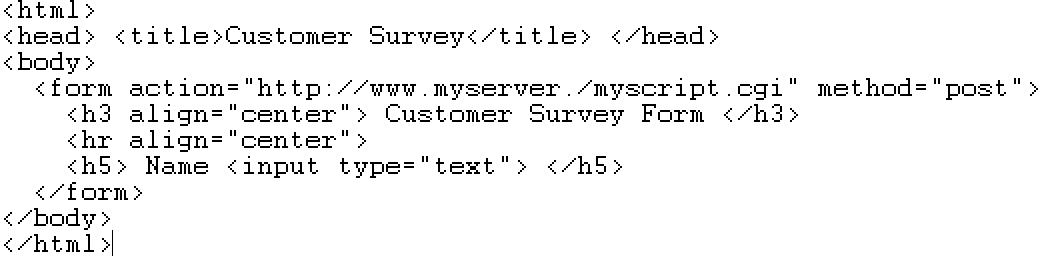 <html>
<head> <title>Customer Survey</title> </head>
<body>
  <form action="http://www.myserver./myscript.cgi" method="post">
    <h3 align="center"> Customer Survey Form </h3>
    <hr align="center">
    <h5> Name <input type="text"> </h5>
  </form>
</body>
</html>